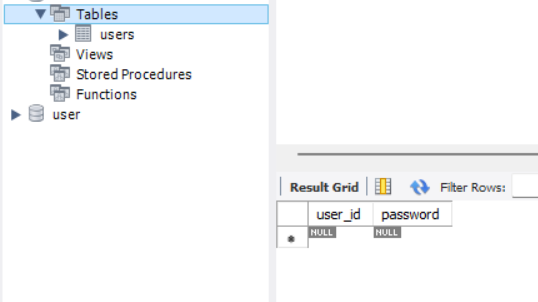 Tables
users
Views
Stored Procedures
Functions
user
Result Grid Filter Rows:
user_id password
NULL NULL